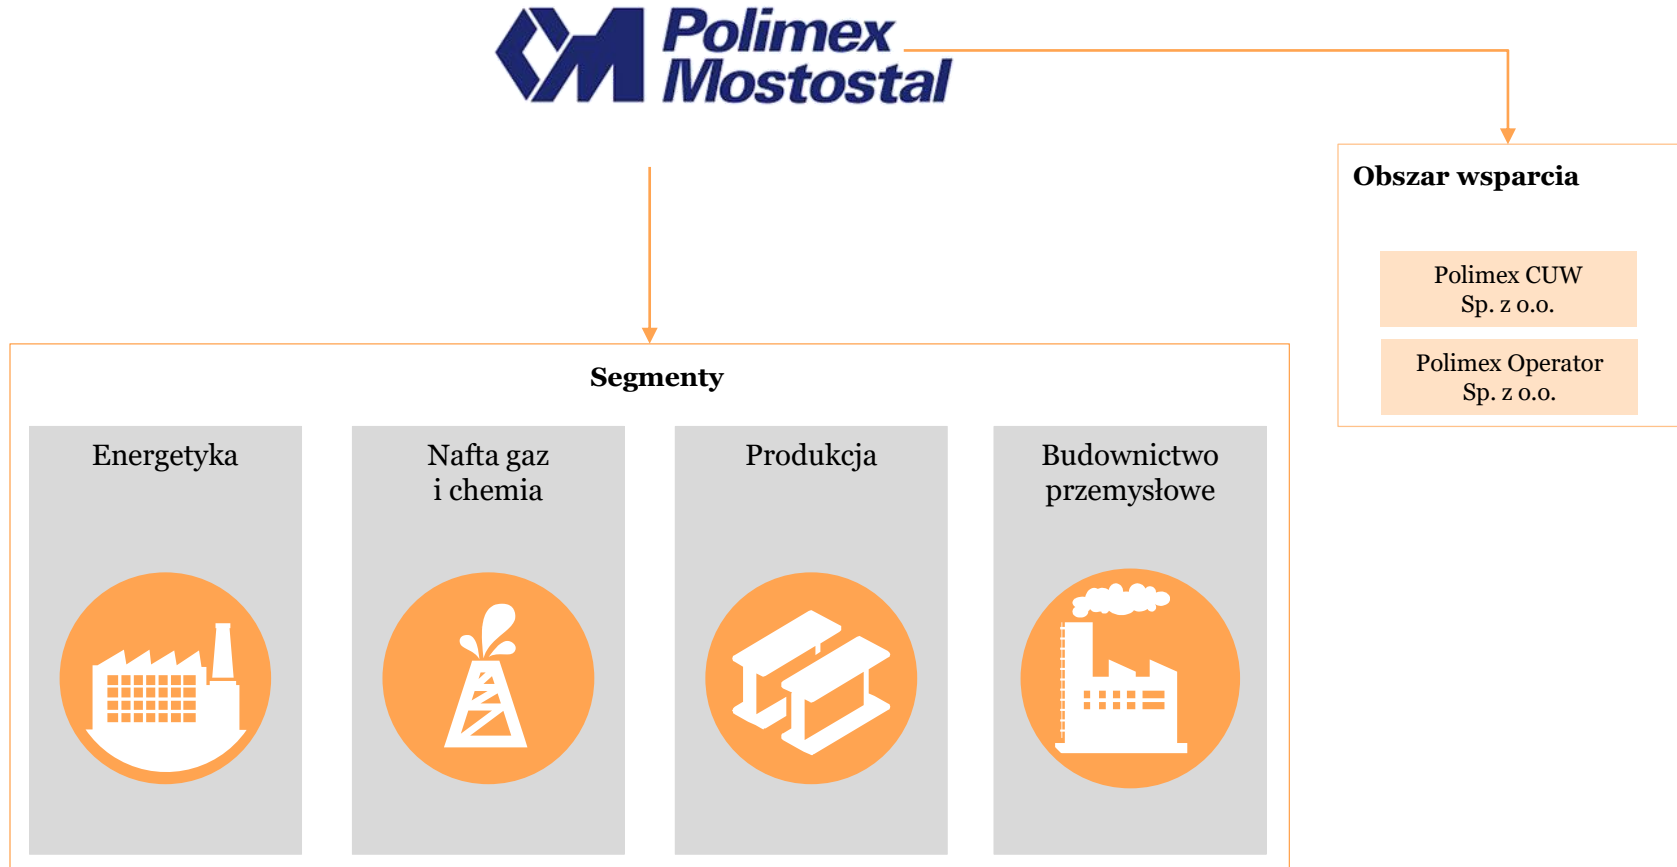 Polimex
Mostostal
Obszar wsparcia
Polimex CUW
Sp. z o.o.
Polimex Operator
Sp. z o.o.
Segmenty
Energetyka
Nafta gaz
i chemia
Produkcja
Budownictwo
przemysłowe